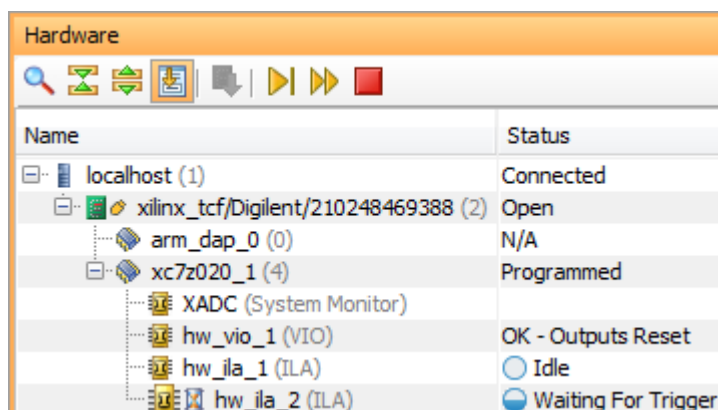 Hardware
Name Status
localhost (1) Connected
xilinx_tcf/Digilent/210248469388 (2) Open
arm_dap_0 (0) N/A
xc7z020_1 (4) Programmed
XADC (System Monitor)
hw_vio_1 (VIO) OK - Outputs Reset
hw_ila_1 (ILA) Idle
hw_ila_2 (ILA) Waiting For Trigger